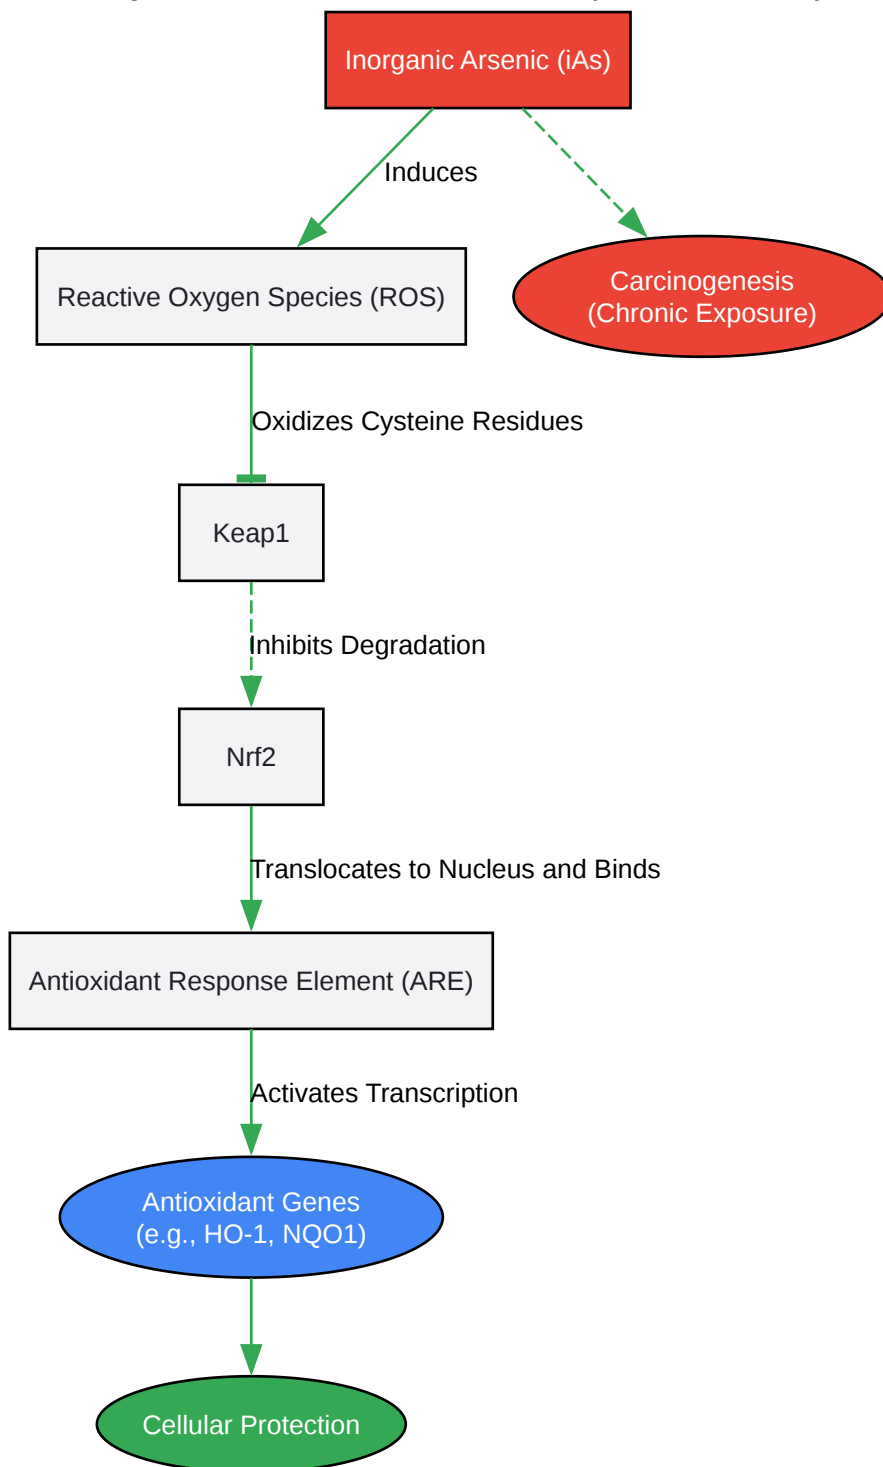 Inorganic Arsenic (iAs)
Induces
Reactive Oxygen Species (ROS)
Carcinogenesis
(Chronic Exposure)
Oxidizes Cysteine Residues
Keap1
Inhibits Degradation
Nrf2
Translocates to Nucleus and Binds
Antioxidant Response Element (ARE)
Activates Transcription
Antioxidant Genes
(e.g., HO-1, NQO1)
Cellular Protection